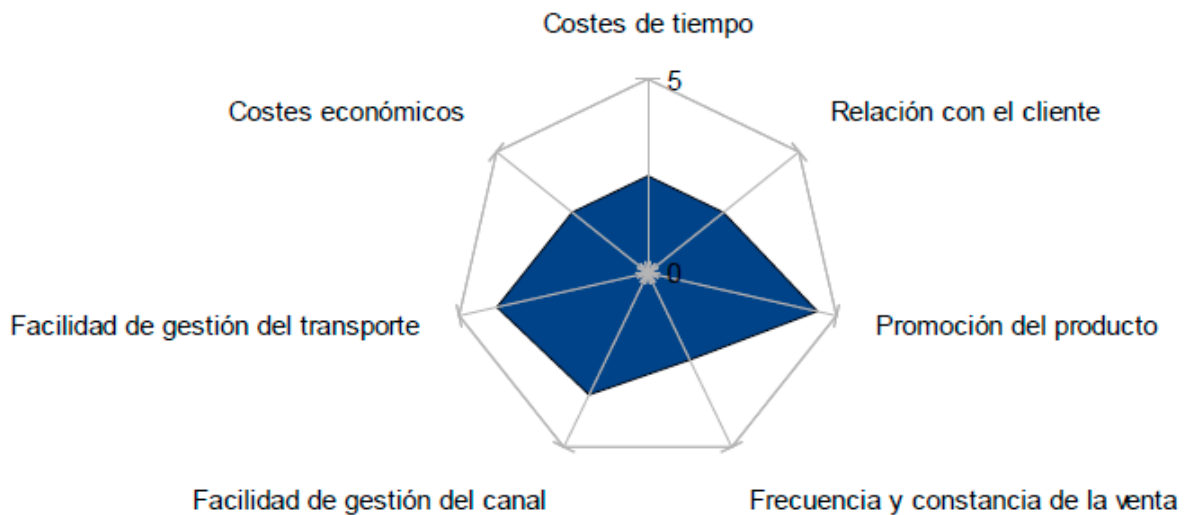 Costes de tiempo
5
Costes económicos
Relación con el cliente
0
Facilidad de gestión del transporte
Promoción del producto
Facilidad de gestión del canal
Frecuencia y constancia de la venta